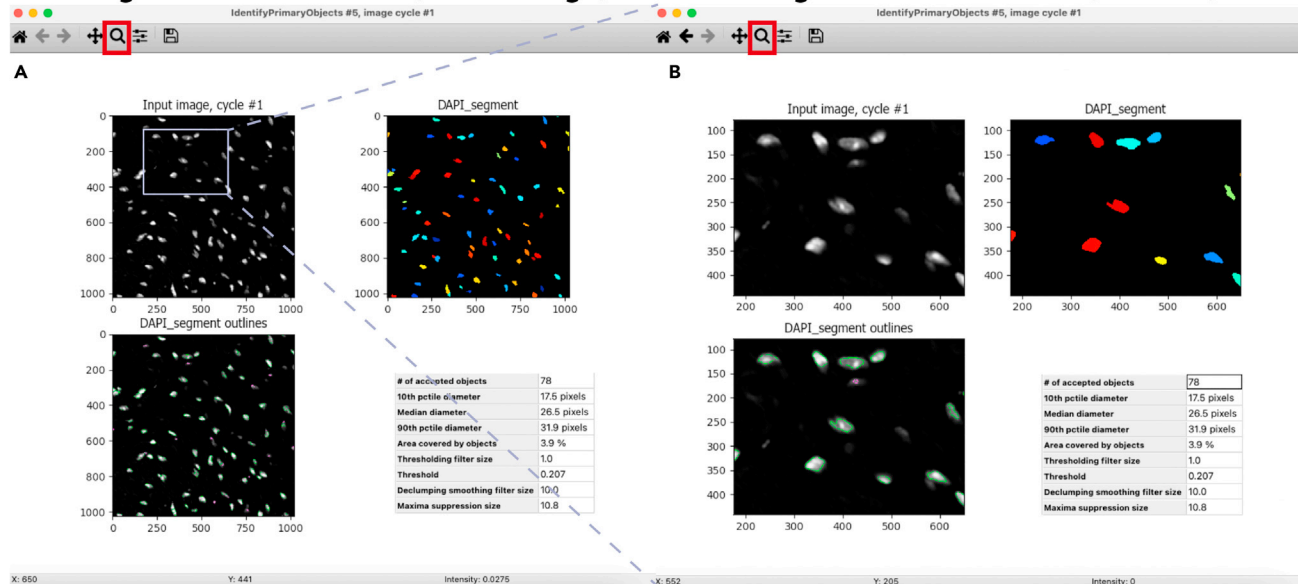 IdentifyPrimaryObjects #5, image cycle #1
A
Input image, cycle #1
0
200
400
600
800
1000
0 250 500 750 1000
DAPI_segment
0
200
400
600
800
1000
0 250 500 750 1000
DAPI_segment outlines
0
200
400
600
800
1000
0 250 500 750 1000
# of accepted objects 78
10th pctile diameter 17.5 pixels
Median diameter 26.5 pixels
90th pctile diameter 31.9 pixels
Area covered by objects 3.9 %
Thresholding filter size 1.0
Threshold 0.207
Declumping smoothing filter size 10.0
Maxima suppression size 10.8
X: 650 Y: 441 Intensity: 0.0275
IdentifyPrimaryObjects #5, image cycle #1
B
Input image, cycle #1
100
150
200
250
300
350
400
200 300 400 500 600
DAPI_segment
100
150
200
250
300
350
400
200 300 400 500 600
DAPI_segment outlines
100
150
200
250
300
350
400
200 300 400 500 600
# of accepted objects 78
10th pctile diameter 17.5 pixels
Median diameter 26.5 pixels
90th pctile diameter 31.9 pixels
Area covered by objects 3.9 %
Thresholding filter size 1.0
Threshold 0.207
Declumping smoothing filter size 10.0
Maxima suppression size 10.8
X: 552 Y: 205 Intensity: 0